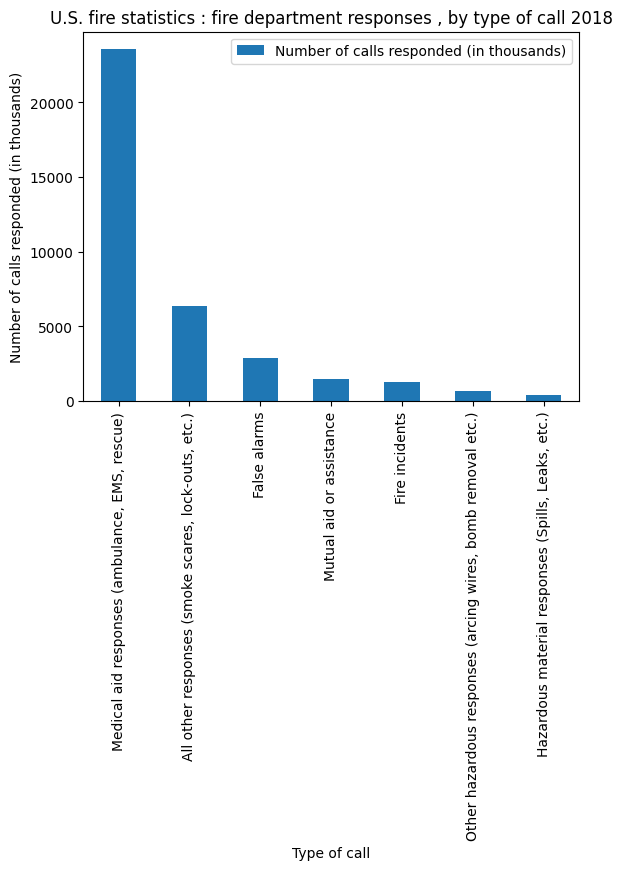 U.S. fire statistics : fire department responses , by type of call 2018
Number of calls responded (in thousands)
Number of calls responded (in thousands)
20000
15000
10000
5000
0
Medical aid responses (ambulance, EMS, rescue)
All other responses (smoke scares, lock-outs, etc.)
False alarms
Mutual aid or assistance
Fire incidents
Other hazardous responses (arcing wires, bomb removal etc.)
Hazardous material responses (Spills, Leaks, etc.)
Type of call